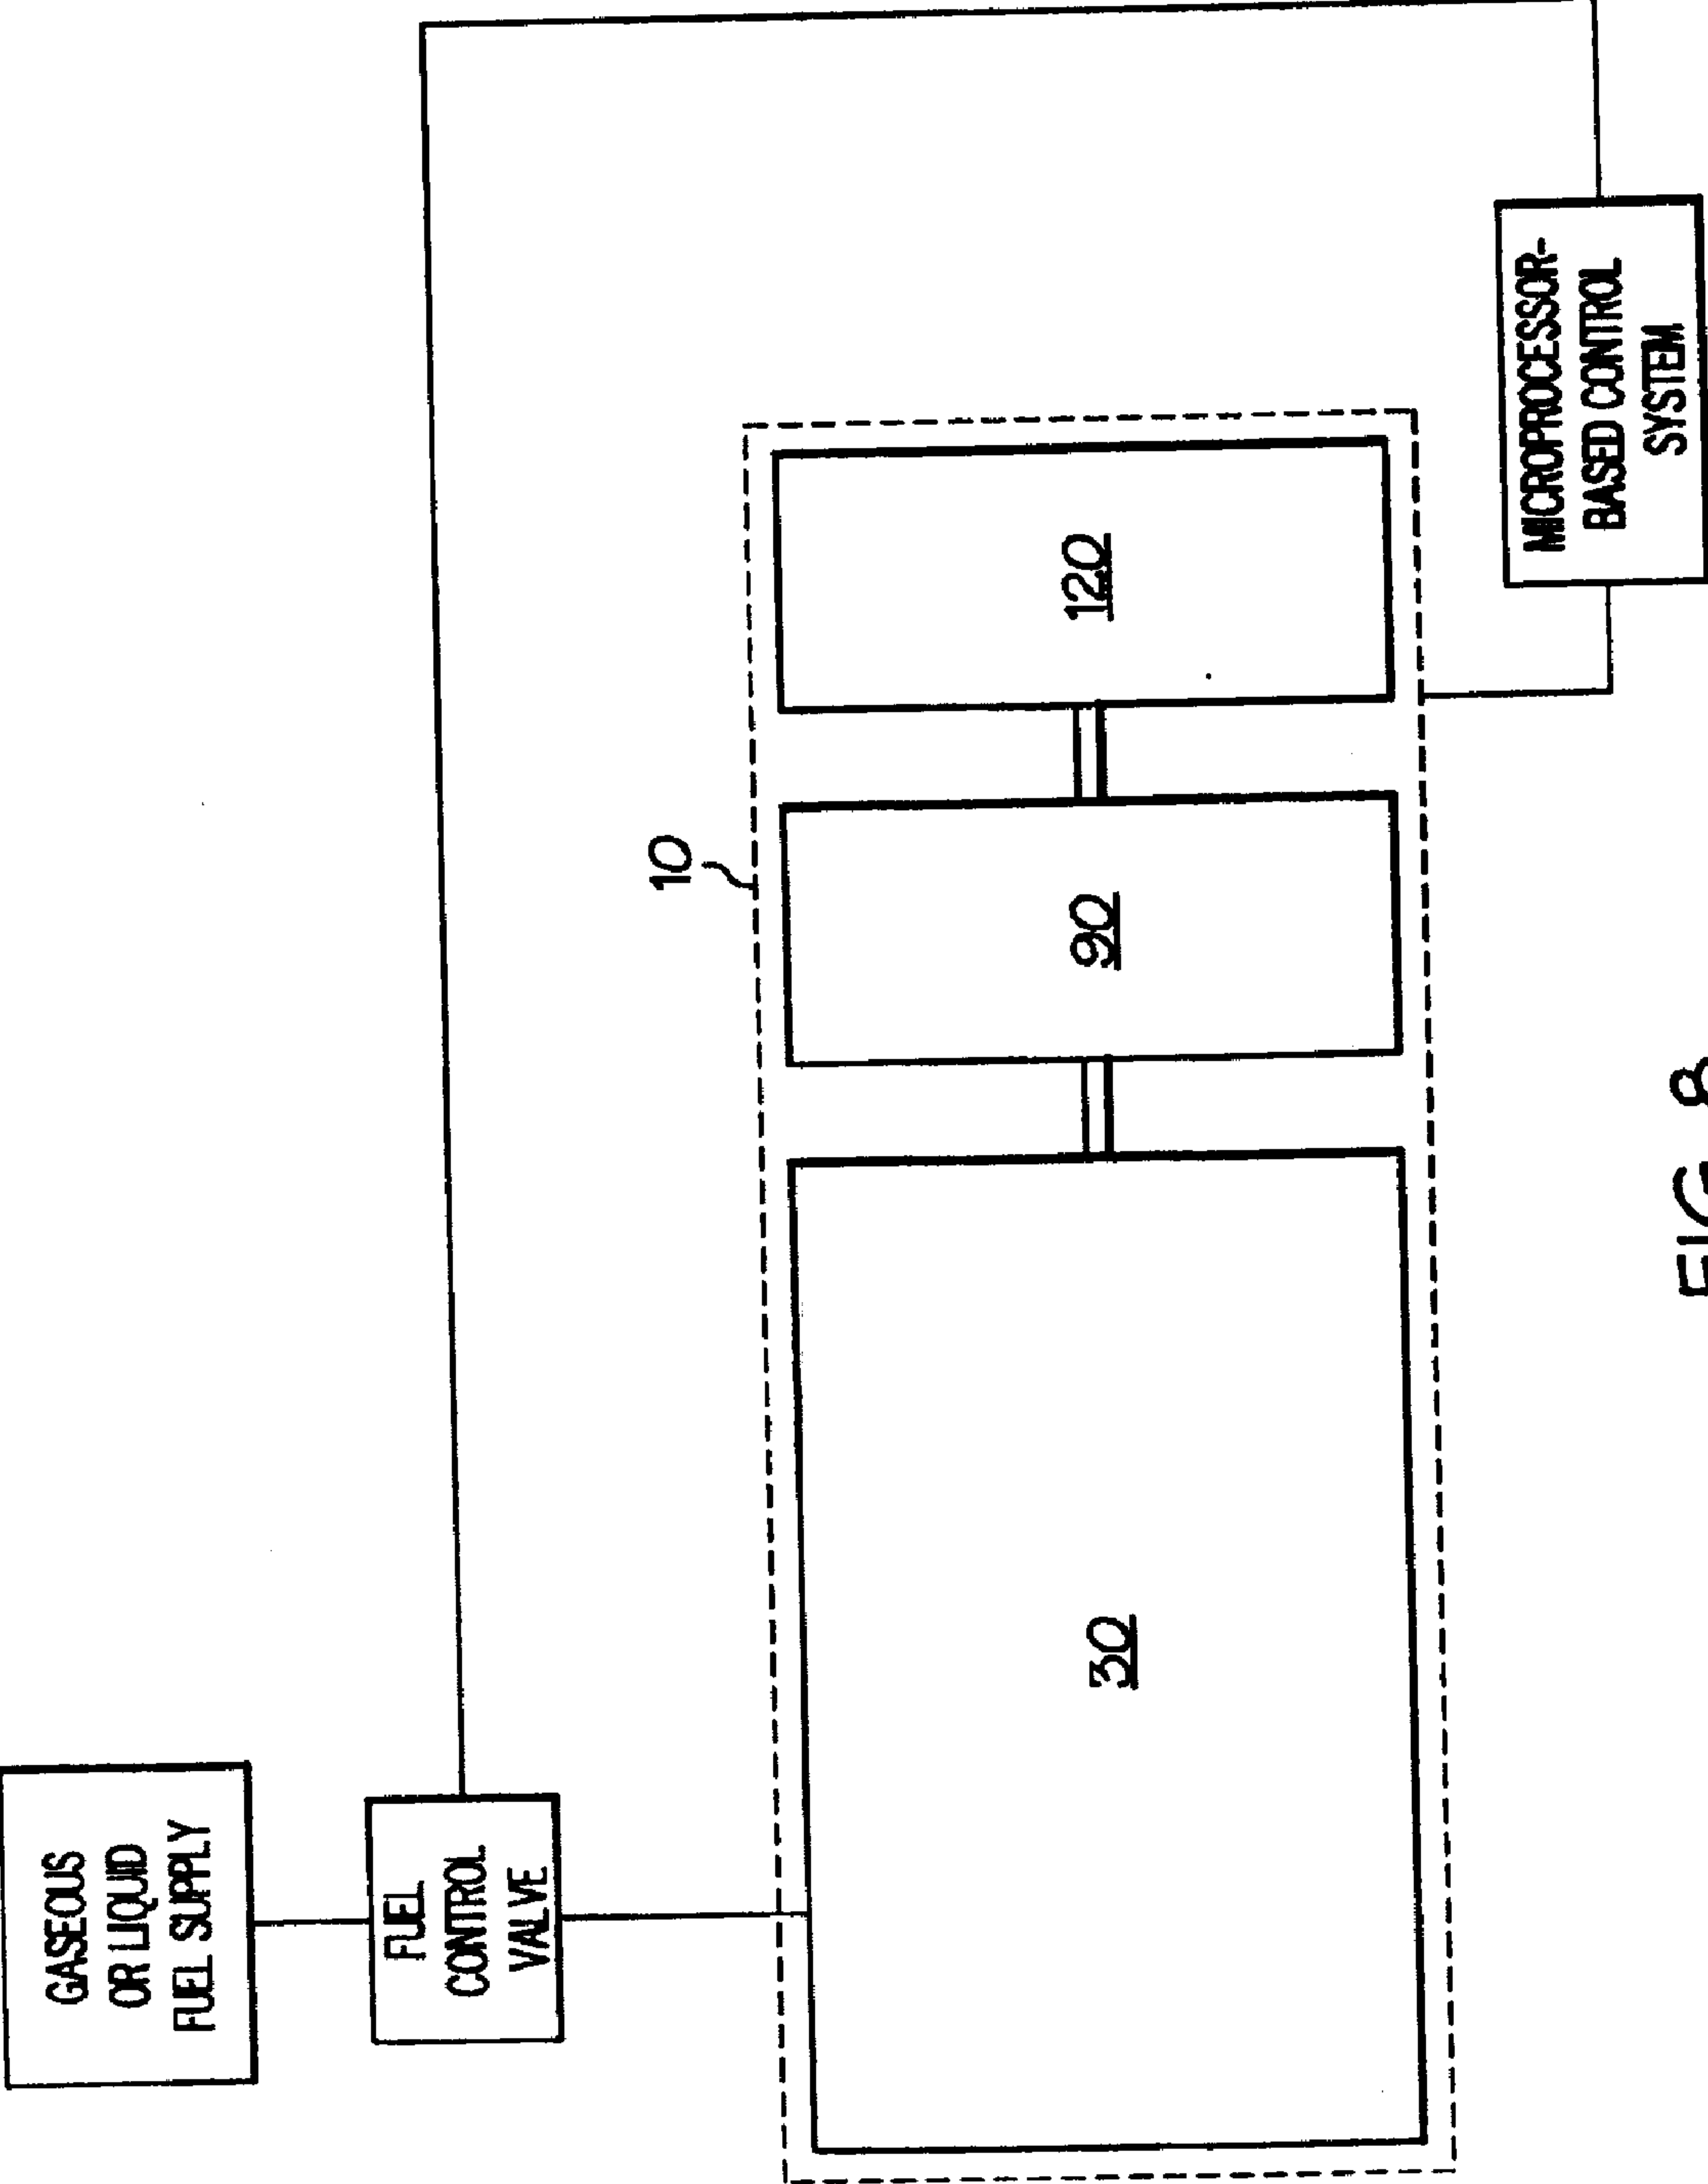 GASEOUS
OR LIQUID
FUEL SUPPLY
FUEL
CONTROL
VALVE
10
30
90
120
MICROPROCESSOR-
BASED CONTROL
SYSTEM
FIG. 8